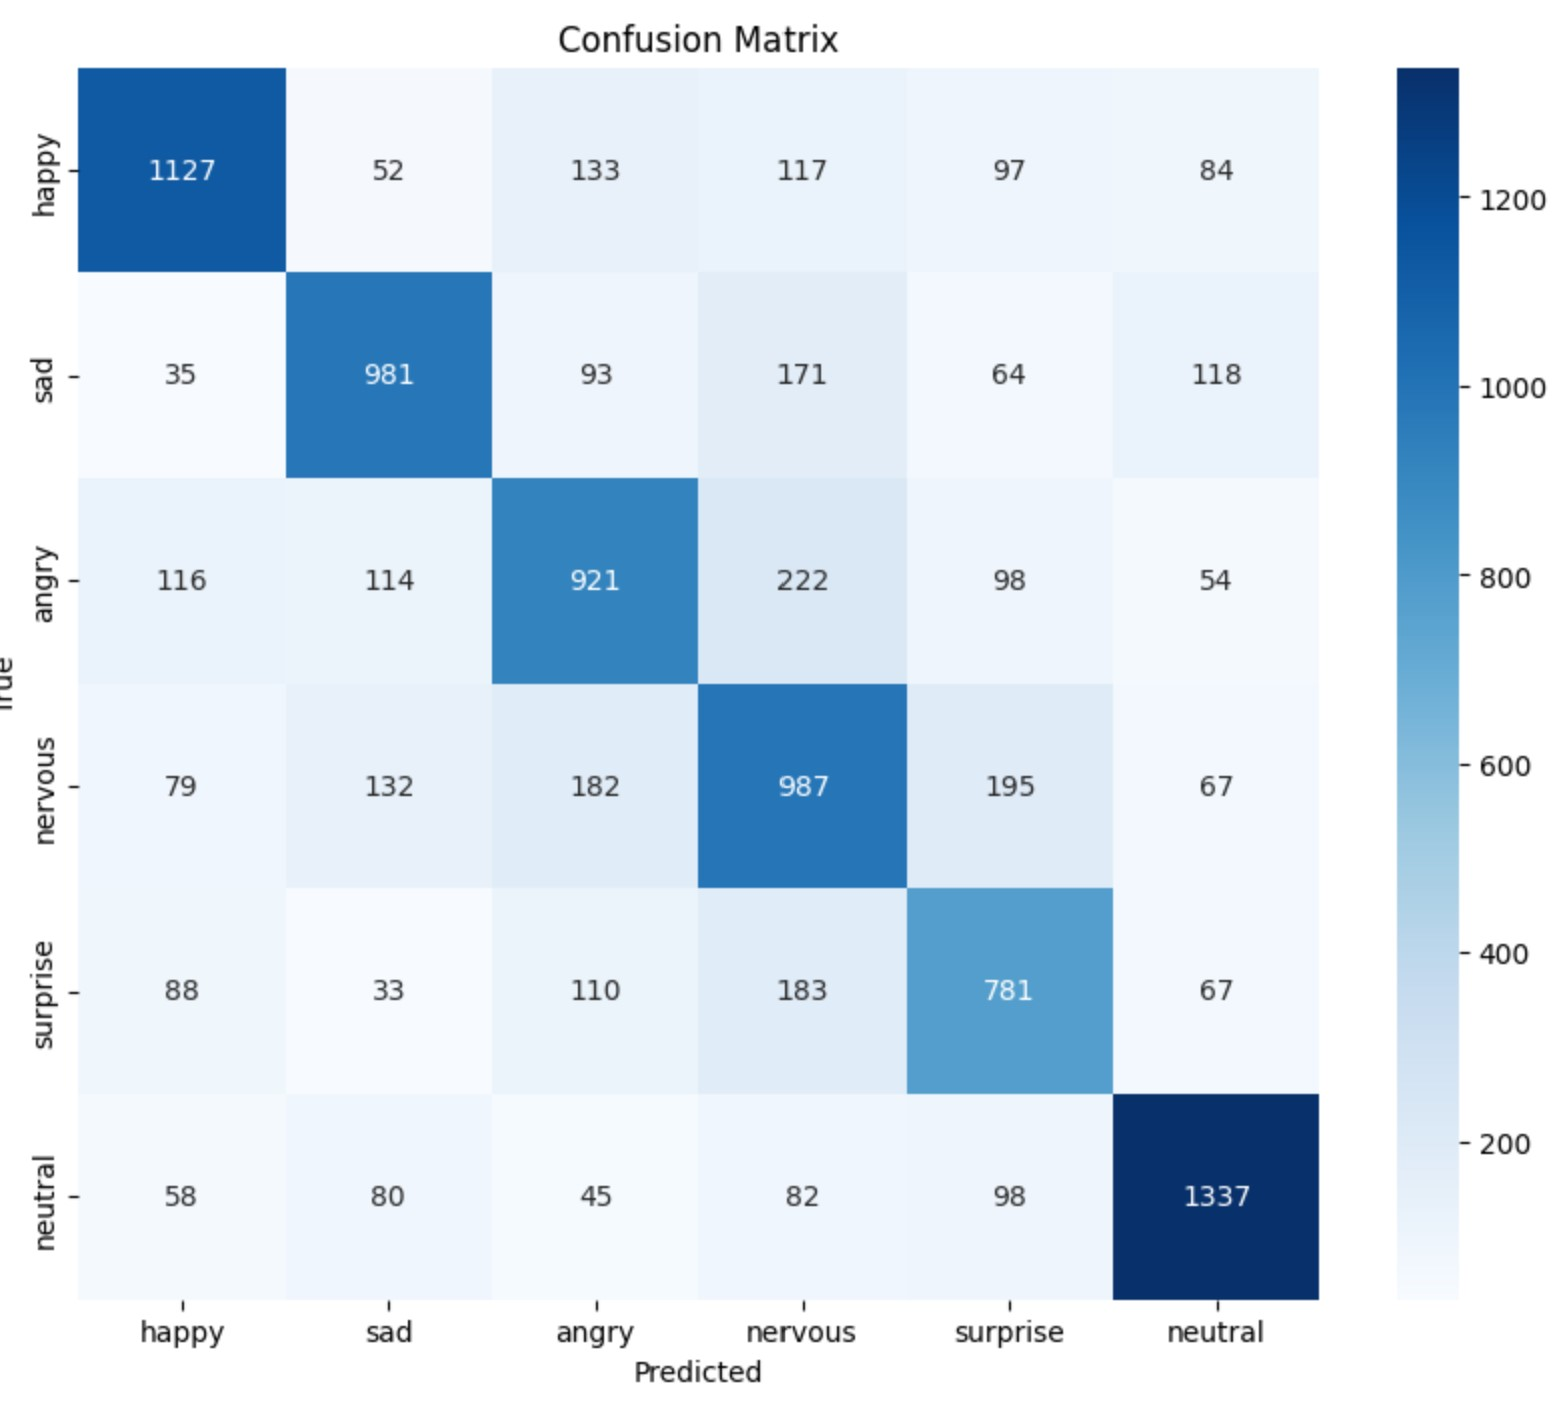 Confusion Matrix
happy 1127 52 133 117 97 84
sad 35 981 93 171 64 118
angry 116 114 921 222 98 54
nervous 79 132 182 987 195 67
surprise 88 33 110 183 781 67
neutral 58 80 45 82 98 1337
happy sad angry nervous surprise neutral
Predicted
True
1200
1000
800
600
400
200